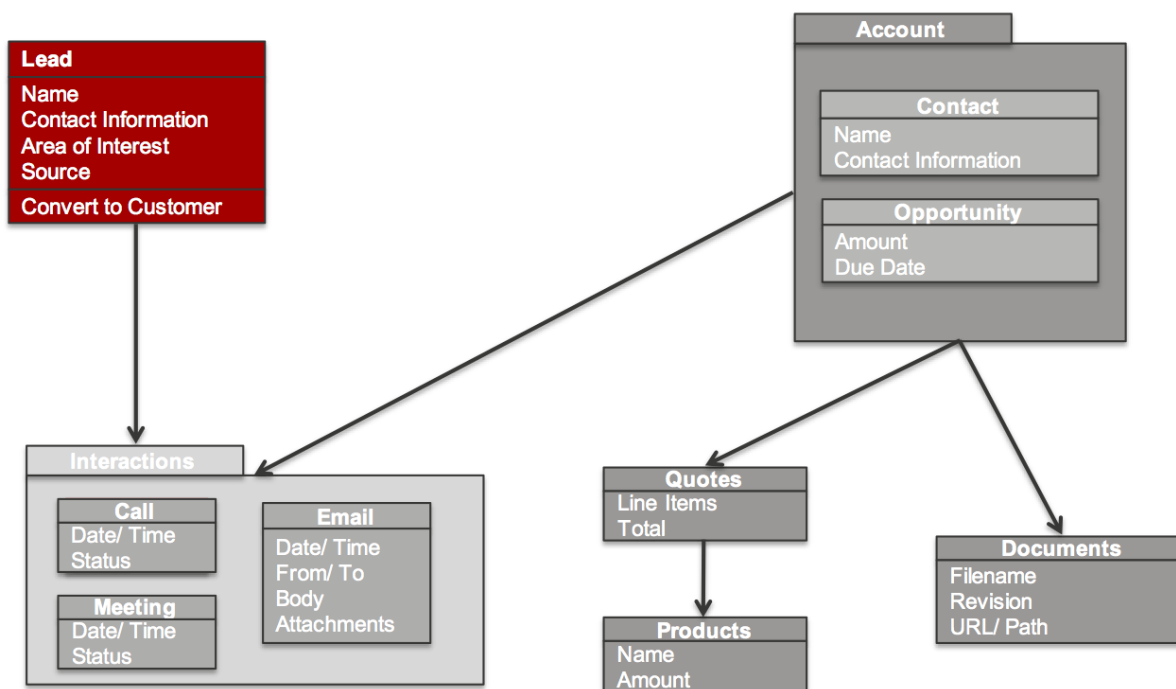 Lead
Name
Contact Information
Area of Interest
Source
Convert to Customer
Account
Contact
Name
Contact Information
Opportunity
Amount
Due Date
Interactions
Call
Date/ Time
Status
Meeting
Date/ Time
Status
Email
Date/ Time
From/ To
Body
Attachments
Quotes
Line Items
Total
Products
Name
Amount
Documents
Filename
Revision
URL/ Path